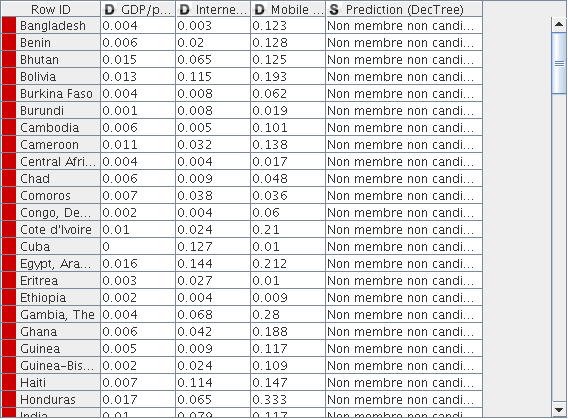 Row ID D GDP/p... D Interne... D Mobile ... S Prediction (DecTree)
Bangladesh 0.004 0.003 0.123 Non membre non candi...
Benin 0.006 0.02 0.128 Non membre non candi...
Bhutan 0.015 0.065 0.125 Non membre non candi...
Bolivia 0.013 0.115 0.193 Non membre non candi...
Burkina Faso 0.004 0.008 0.062 Non membre non candi...
Burundi 0.001 0.008 0.019 Non membre non candi...
Cambodia 0.006 0.005 0.101 Non membre non candi...
Cameroon 0.011 0.032 0.138 Non membre non candi...
Central Afri... 0.004 0.004 0.017 Non membre non candi...
Chad 0.006 0.009 0.048 Non membre non candi...
Comoros 0.007 0.038 0.036 Non membre non candi...
Congo, De... 0.002 0.004 0.06 Non membre non candi...
Cote d'Ivoire 0.01 0.024 0.21 Non membre non candi...
Cuba 0 0.127 0.01 Non membre non candi...
Egypt, Ara... 0.016 0.144 0.212 Non membre non candi...
Eritrea 0.003 0.027 0.01 Non membre non candi...
Ethiopia 0.002 0.004 0.009 Non membre non candi...
Gambia, The 0.004 0.068 0.28 Non membre non candi...
Ghana 0.006 0.042 0.188 Non membre non candi...
Guinea 0.005 0.009 0.117 Non membre non candi...
Guinea-Bis... 0.002 0.024 0.109 Non membre non candi...
Haiti 0.007 0.114 0.147 Non membre non candi...
Honduras 0.017 0.065 0.333 Non membre non candi...
India 0.01 0.079 0.117 Non membre non candi...